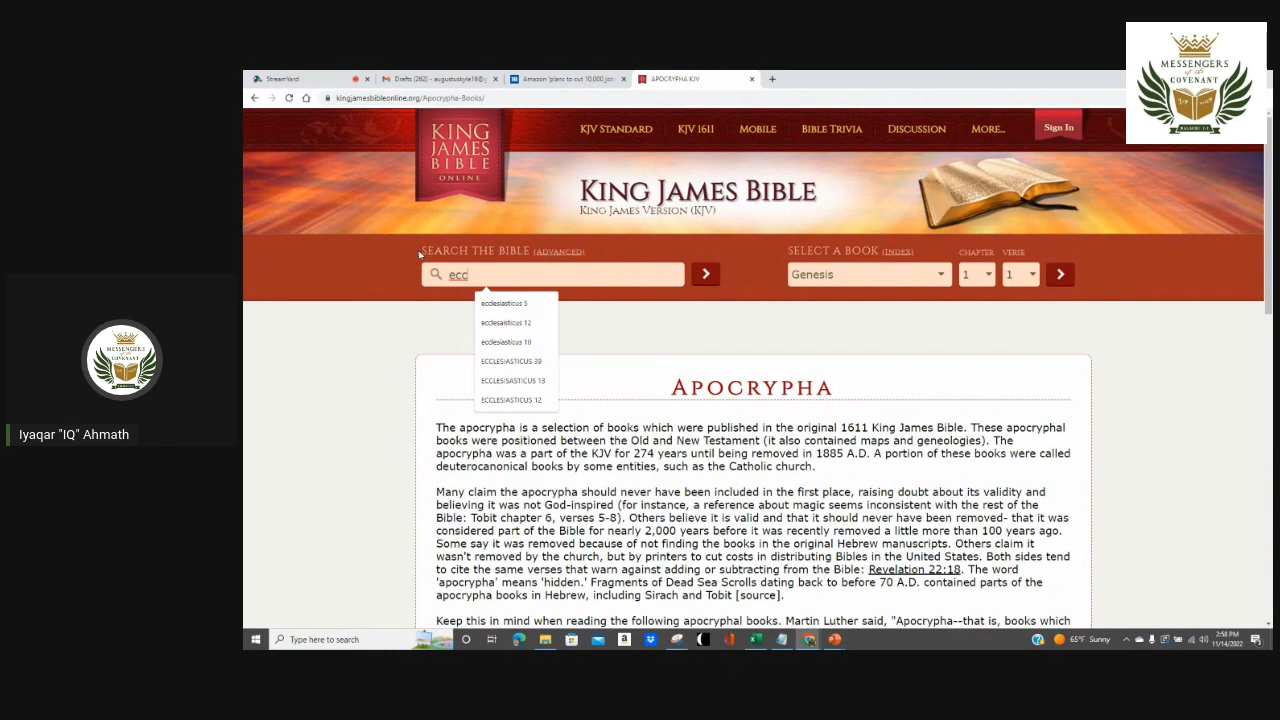 StreamYard
Drafts (262) - augustuskyle16@g
Amazon 'plans to cut 10,000 job
APOCRYPHA KJV
kingjamesbibleonline.org/Apocrypha-Books/
MESSENGERS
of the
COVENANT
KING
JAMES
BIBLE
ONLINE
KJV STANDARD
KJV 1611
MOBILE
BIBLE TRIVIA
DISCUSSION
MORE...
Sign In
KING JAMES BIBLE
KING JAMES VERSION (KJV)
SEARCH THE BIBLE (ADVANCED)
SELECT A BOOK (INDEX)
CHAPTER
VERSE
ecc
Genesis
1
1
ecclesiasticus 5
ecclesaisticus 12
ecclesiasticus 10
ECCLESIASTICUS 39
ECCLESISASTICUS 13
ECCLESIASTICUS 12
APOCRYPHA
The apocrypha is a selection of books which were published in the original 1611 King James Bible. These apocryphal
books were positioned between the Old and New Testament (it also contained maps and geneologies). The
apocrypha was a part of the KJV for 274 years until being removed in 1885 A.D. A portion of these books were called
deuterocanonical books by some entities, such as the Catholic church.
Many claim the apocrypha should never have been included in the first place, raising doubt about its validity and
believing it was not God-inspired (for instance, a reference about magic seems inconsistent with the rest of the
Bible: Tobit chapter 6, verses 5-8). Others believe it is valid and that it should never have been removed- that it was
considered part of the Bible for nearly 2,000 years before it was recently removed a little more than 100 years ago.
Some say it was removed because of not finding the books in the original Hebrew manuscripts. Others claim it
wasn't removed by the church, but by printers to cut costs in distributing Bibles in the United States. Both sides tend
to cite the same verses that warn against adding or subtracting from the Bible: Revelation 22:18. The word
'apocrypha' means 'hidden.' Fragments of Dead Sea Scrolls dating back to before 70 A.D. contained parts of the
apocrypha books in Hebrew, including Sirach and Tobit [source].
Keep this in mind when reading the following apocryphal books. Martin Luther said, "Apocrypha--that is, books which
MESSENGERS
of the
COVENANT
Iyaqar "IQ" Ahmath
Type here to search
65°F Sunny
2:58 PM
11/14/2022